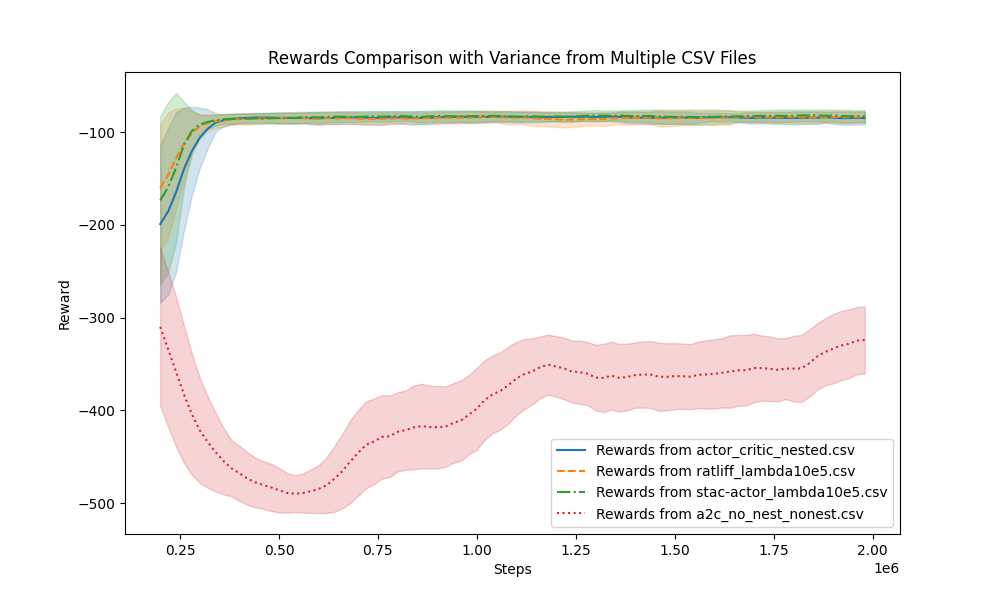 Rewards Comparison with Variance from Multiple CSV Files
Reward
−100
−200
−300
−400
−500
Rewards from actor_critic_nested.csv
Rewards from ratliff_lambda10e5.csv
Rewards from stac-actor_lambda10e5.csv
Rewards from a2c_no_nest_nonest.csv
0.25 0.50 0.75 1.00 1.25 1.50 1.75 2.00
1e6
Steps